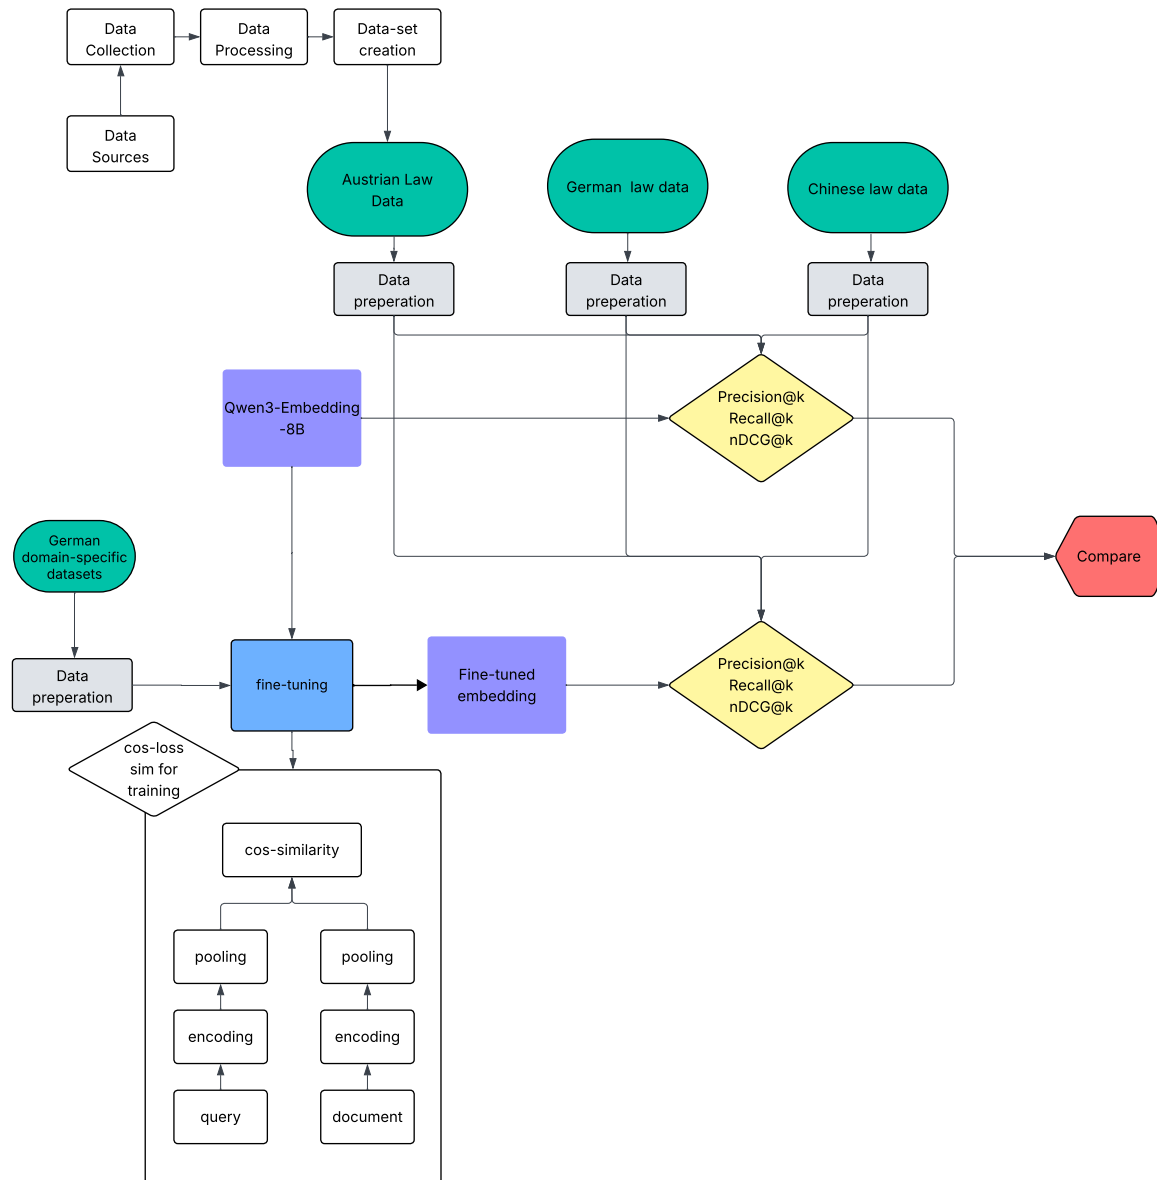 Data
Collection
Data
Processing
Data-set
creation
Data
Sources
Austrian Law
Data
German  law data
Chinese law data
Data
preperation
Data
preperation
Data
preperation
Qwen3-Embedding
-8B
Precision@k
Recall@k
nDCG@k
German
domain-specific
datasets
Compare
Data
preperation
fine-tuning
Fine-tuned
embedding
Precision@k
Recall@k
nDCG@k
cos-loss
sim for
training
cos-similarity
pooling
pooling
encoding
encoding
query
document